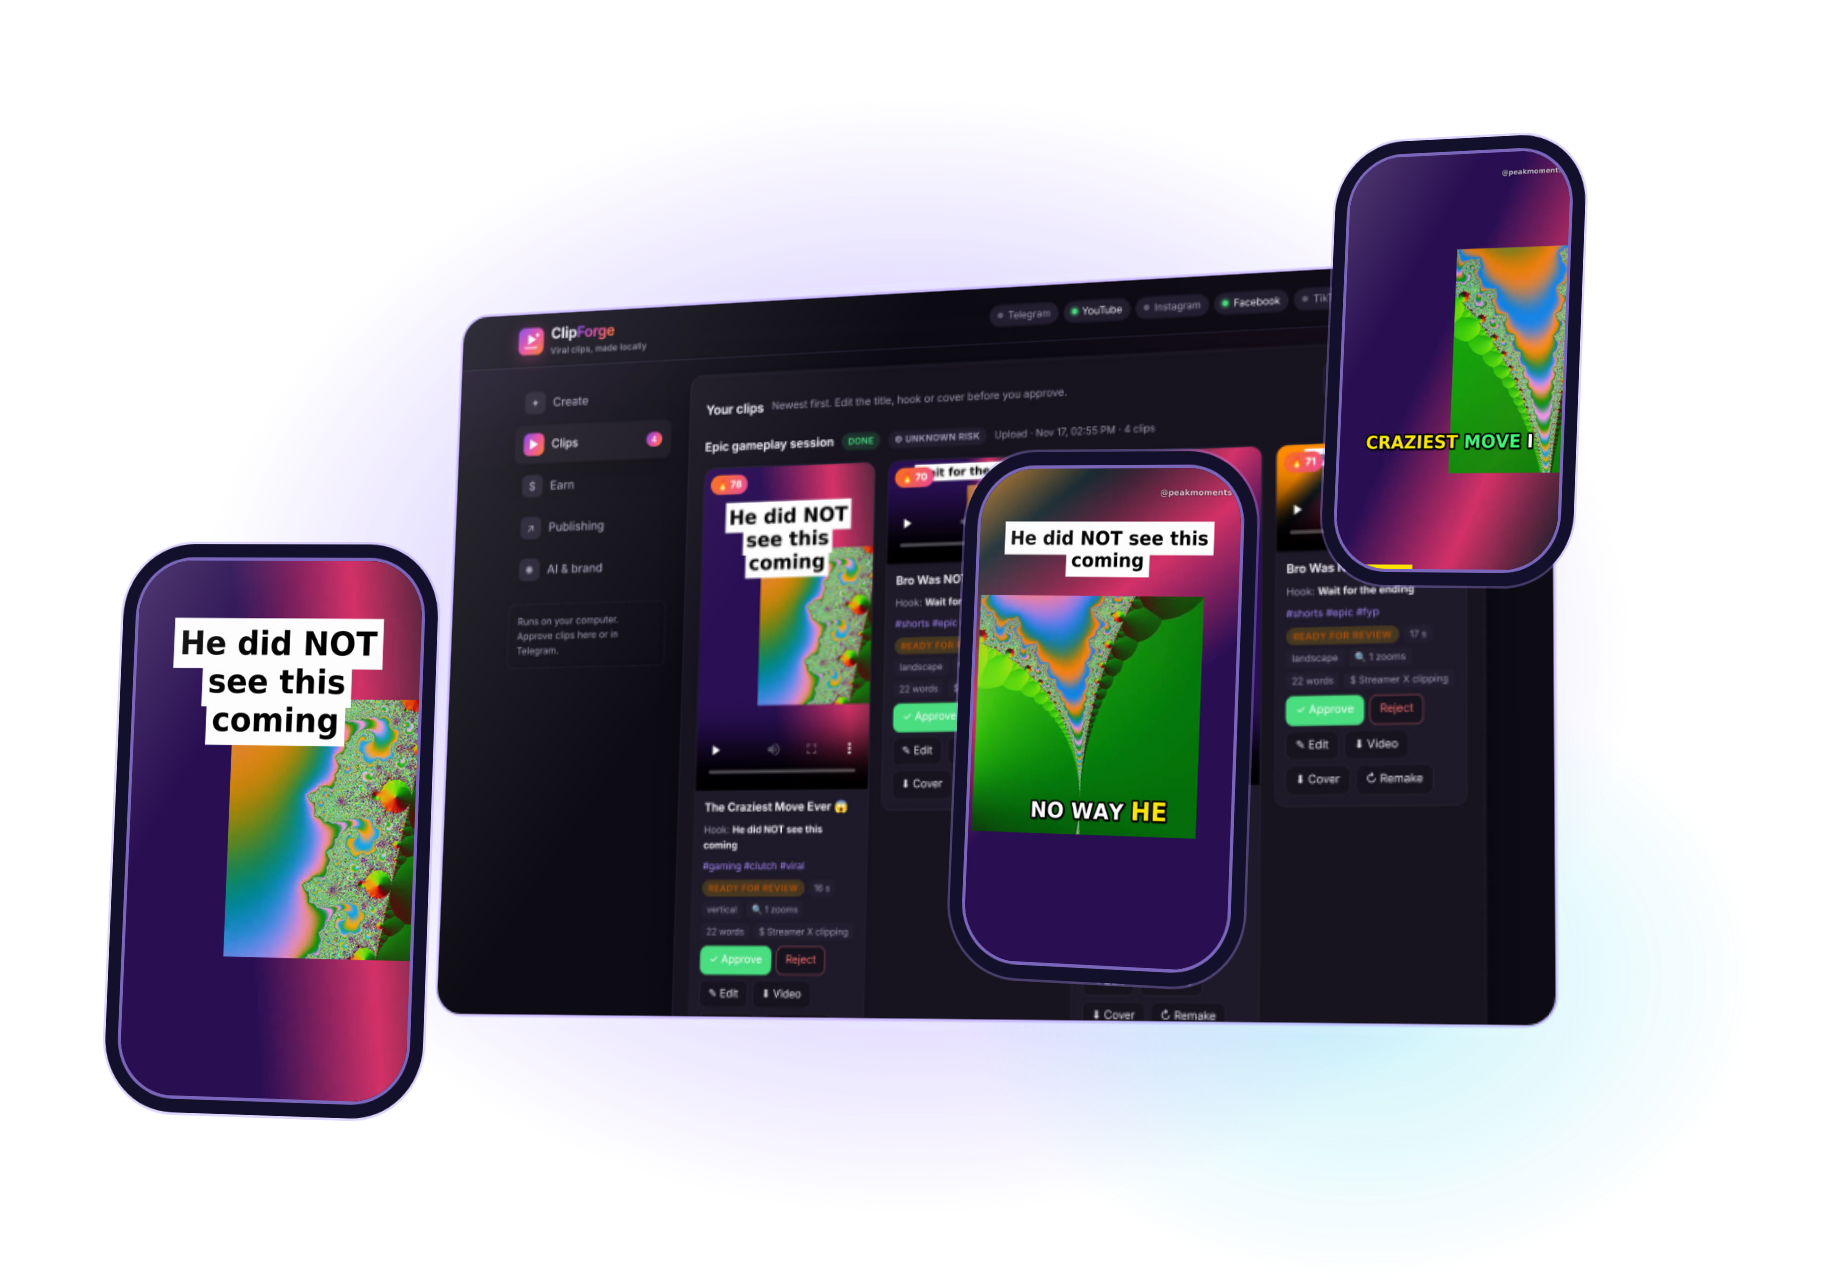 ClipForge
Viral clips, made locally
Telegram
YouTube
Instagram
Facebook
Create
Clips
4
$ Earn
Publishing
AI & brand
Runs on your computer.
Approve clips here or in
Telegram.
Your clips
Newest first. Edit the title, hook or cover before you approve.
Epic gameplay session
DONE
UNKNOWN RISK
Upload · Nov 17, 02:55 PM · 4 clips
78
He did NOT
see this
coming
The Craziest Move Ever 😱
Hook: He did NOT see this
coming
#gaming #clutch #viral
READY FOR REVIEW
16 s
vertical
1 zooms
22 words
$ Streamer X clipping
✓ Approve
Reject
Edit
Video
70
for the
Bro Was
Hook: Wait for
#shorts #epic
READY FOR
landscape
22 words
✓ Approve
Edit
Cover
Cover
Remake
71
Bro Was
Hook: Wait for the ending
#shorts #epic #fyp
READY FOR REVIEW
17 s
landscape
1 zooms
22 words
$ Streamer X clipping
✓ Approve
Reject
Edit
Video
Cover
Remake
He did NOT
see this
coming
@peakmoments
He did NOT see this
coming
NO WAY HE
CRAZIEST MOVE I